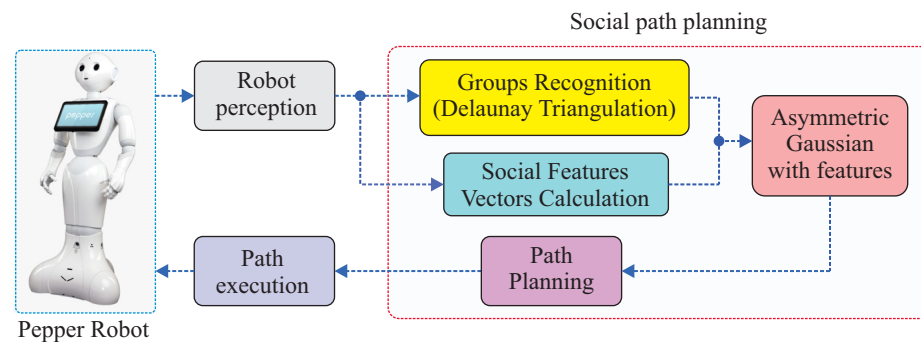 Social path planning
Robot
perception
Groups Recognition
(Delaunay Triangulation)
Social Features
Vectors Calculation
Asymmetric
Gaussian
with features
pepper
Path
execution
Path
Planning
Pepper Robot